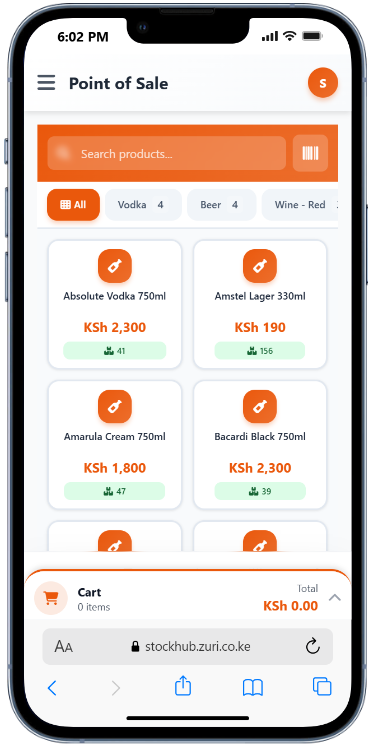 6:02 PM
Point of Sale
S
Search products...
All
Vodka 4
Beer 4
Wine - Red
Absolute Vodka 750ml
Amstel Lager 330ml
KSh 2,300
KSh 190
41
156
Amarula Cream 750ml
Bacardi Black 750ml
KSh 1,800
KSh 2,300
47
39
Cart
Total
0 items
KSh 0.00
AA
stockhub.zuri.co.ke